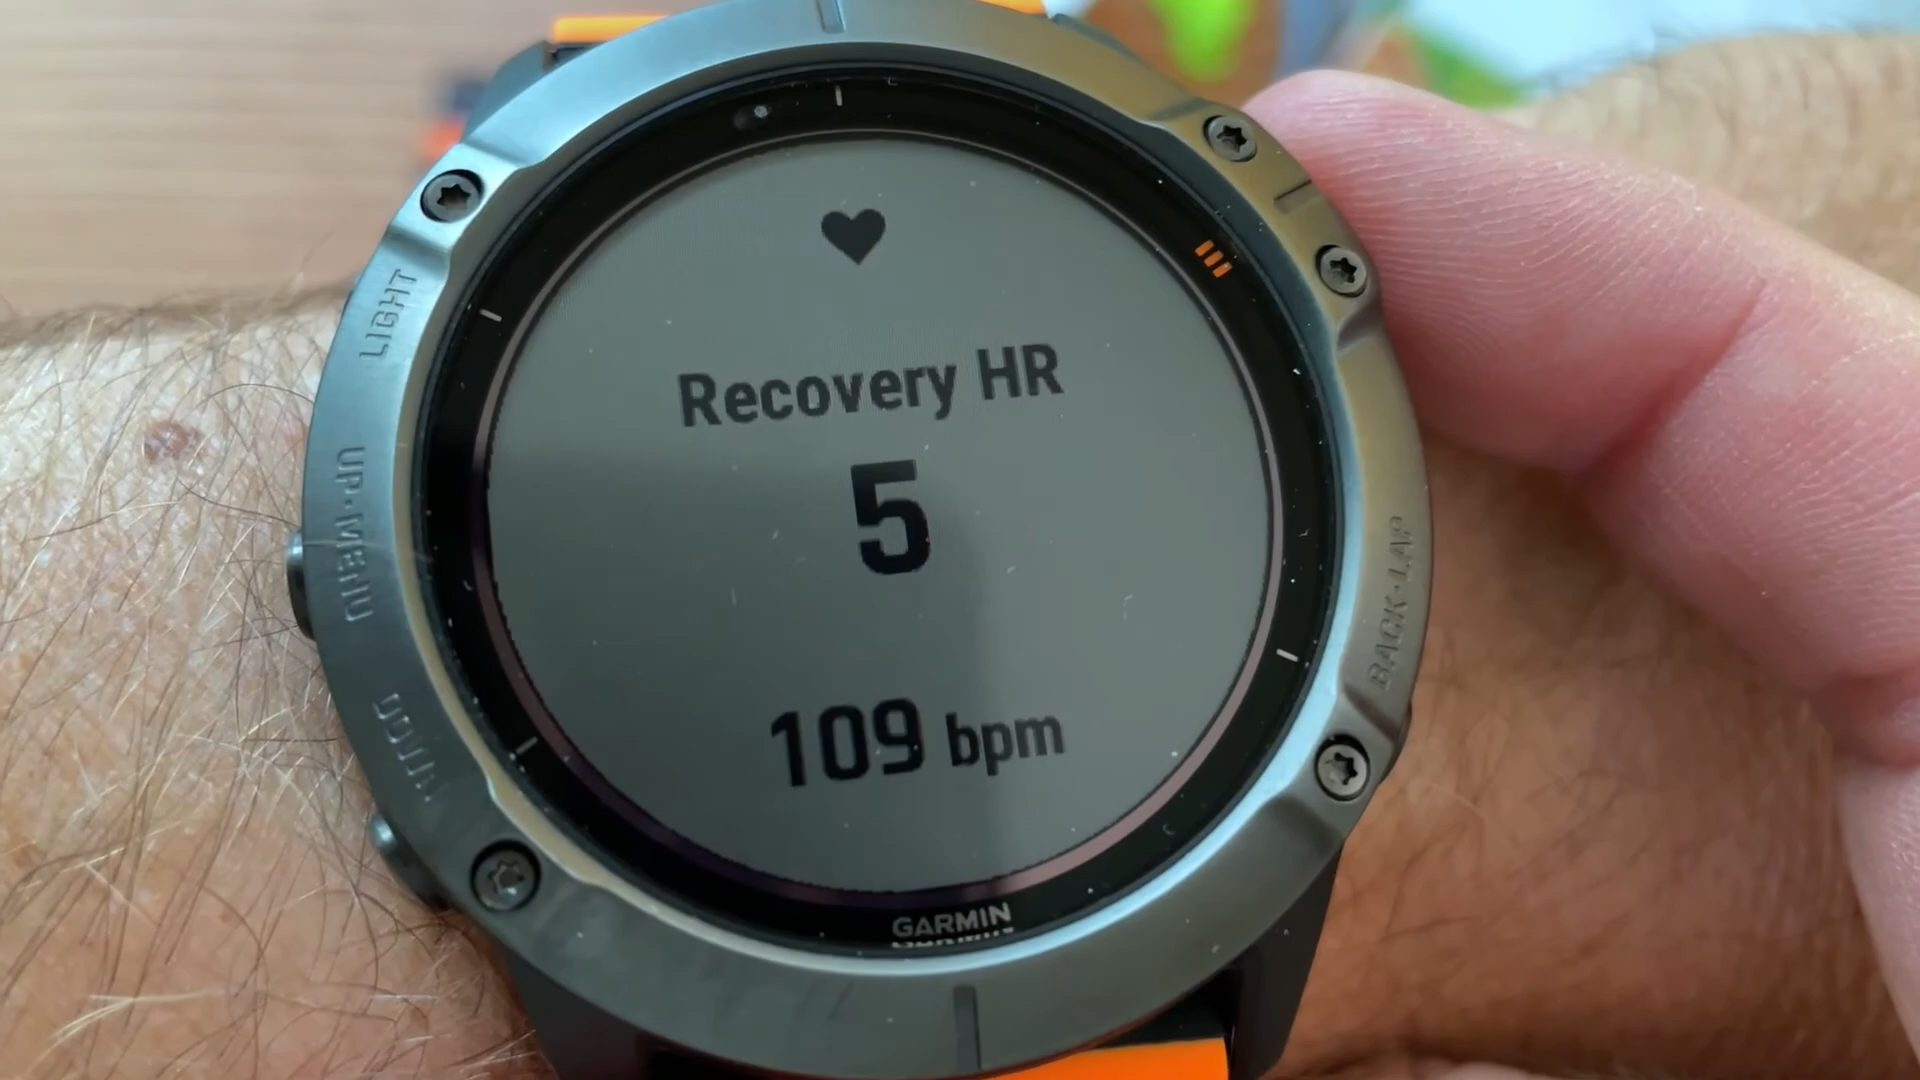 LIGHT
Recovery HR
5
UP·MENU
BACK·LAP
109 bpm
DOWN
GARMIN